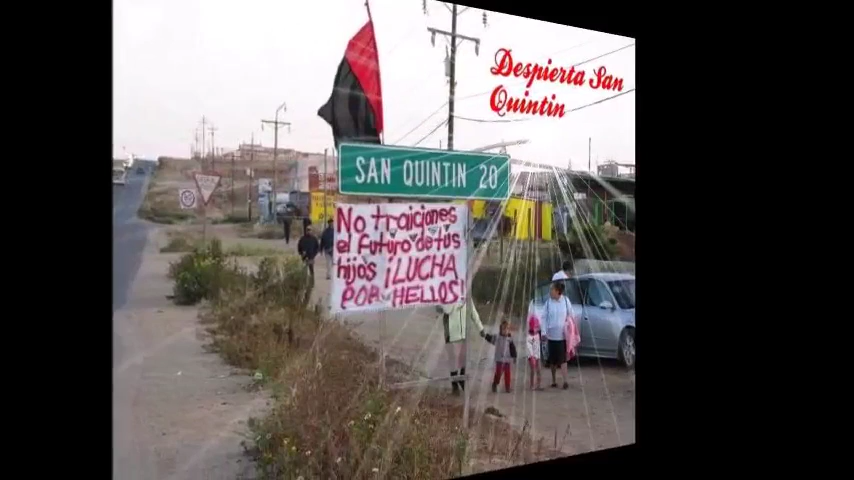 Despierta San
Quintin
SAN QUINTIN 20
No traiciones
el futuro de tus
hijos ¡LUCHA
POR HELLOS!